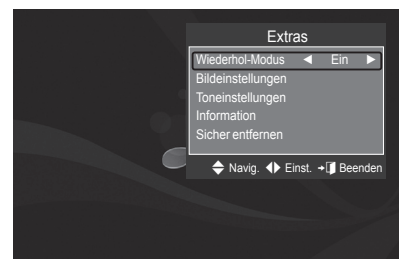 Extras
Wiederhol-Modus Ein
Bildeinstellungen
Toneinstellungen
Information
Sicher entfernen
Navig. Einst. Beenden